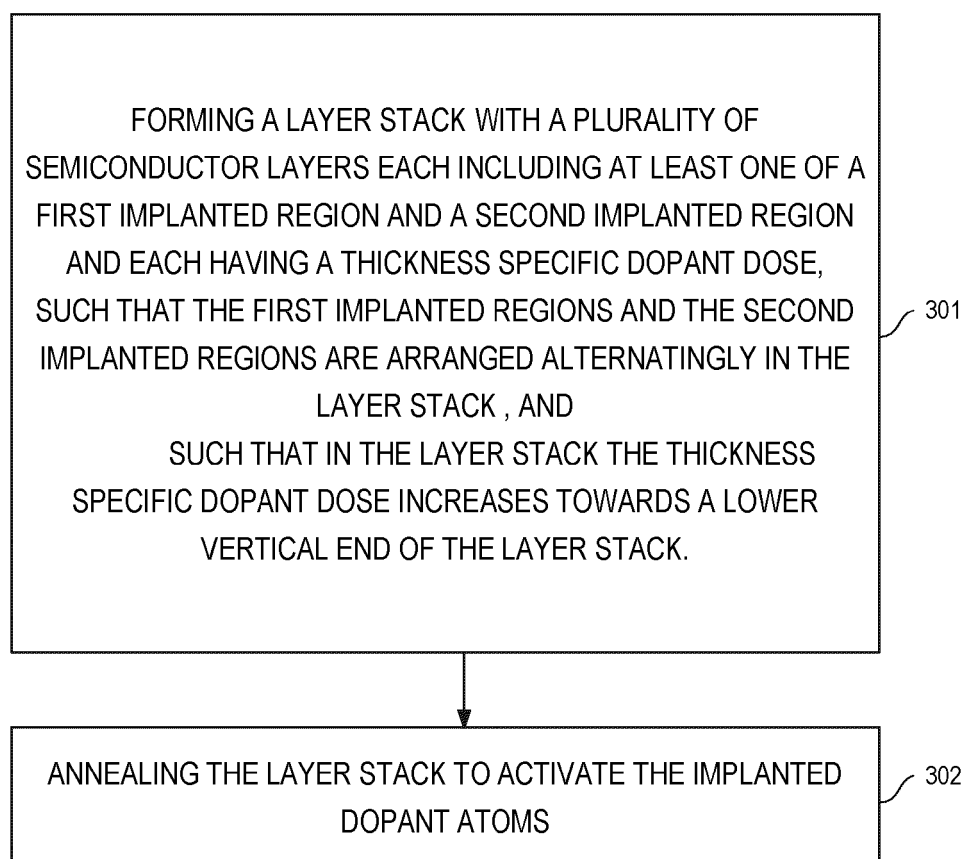 FORMING A LAYER STACK WITH A PLURALITY OF
SEMICONDUCTOR LAYERS EACH INCLUDING AT LEAST ONE OF A
FIRST IMPLANTED REGION AND A SECOND IMPLANTED REGION
AND EACH HAVING A THICKNESS SPECIFIC DOPANT DOSE,
SUCH THAT THE FIRST IMPLANTED REGIONS AND THE SECOND
IMPLANTED REGIONS ARE ARRANGED ALTERNATINGLY IN THE
LAYER STACK , AND
SUCH THAT IN THE LAYER STACK THE THICKNESS
SPECIFIC DOPANT DOSE INCREASES TOWARDS A LOWER
VERTICAL END OF THE LAYER STACK.
301
ANNEALING THE LAYER STACK TO ACTIVATE THE IMPLANTED
DOPANT ATOMS
302